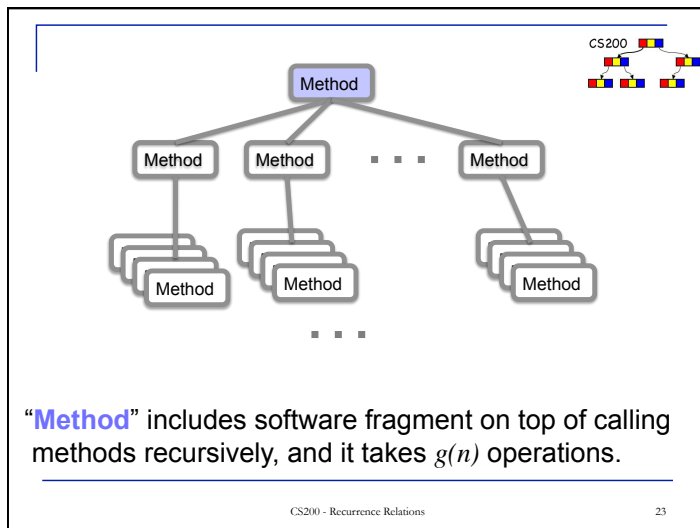 CS200
Method
Method Method ▪ ▪ ▪ Method
Method Method Method
▪ ▪ ▪
“Method” includes software fragment on top of calling
methods recursively, and it takes g(n) operations.
CS200 - Recurrence Relations 23